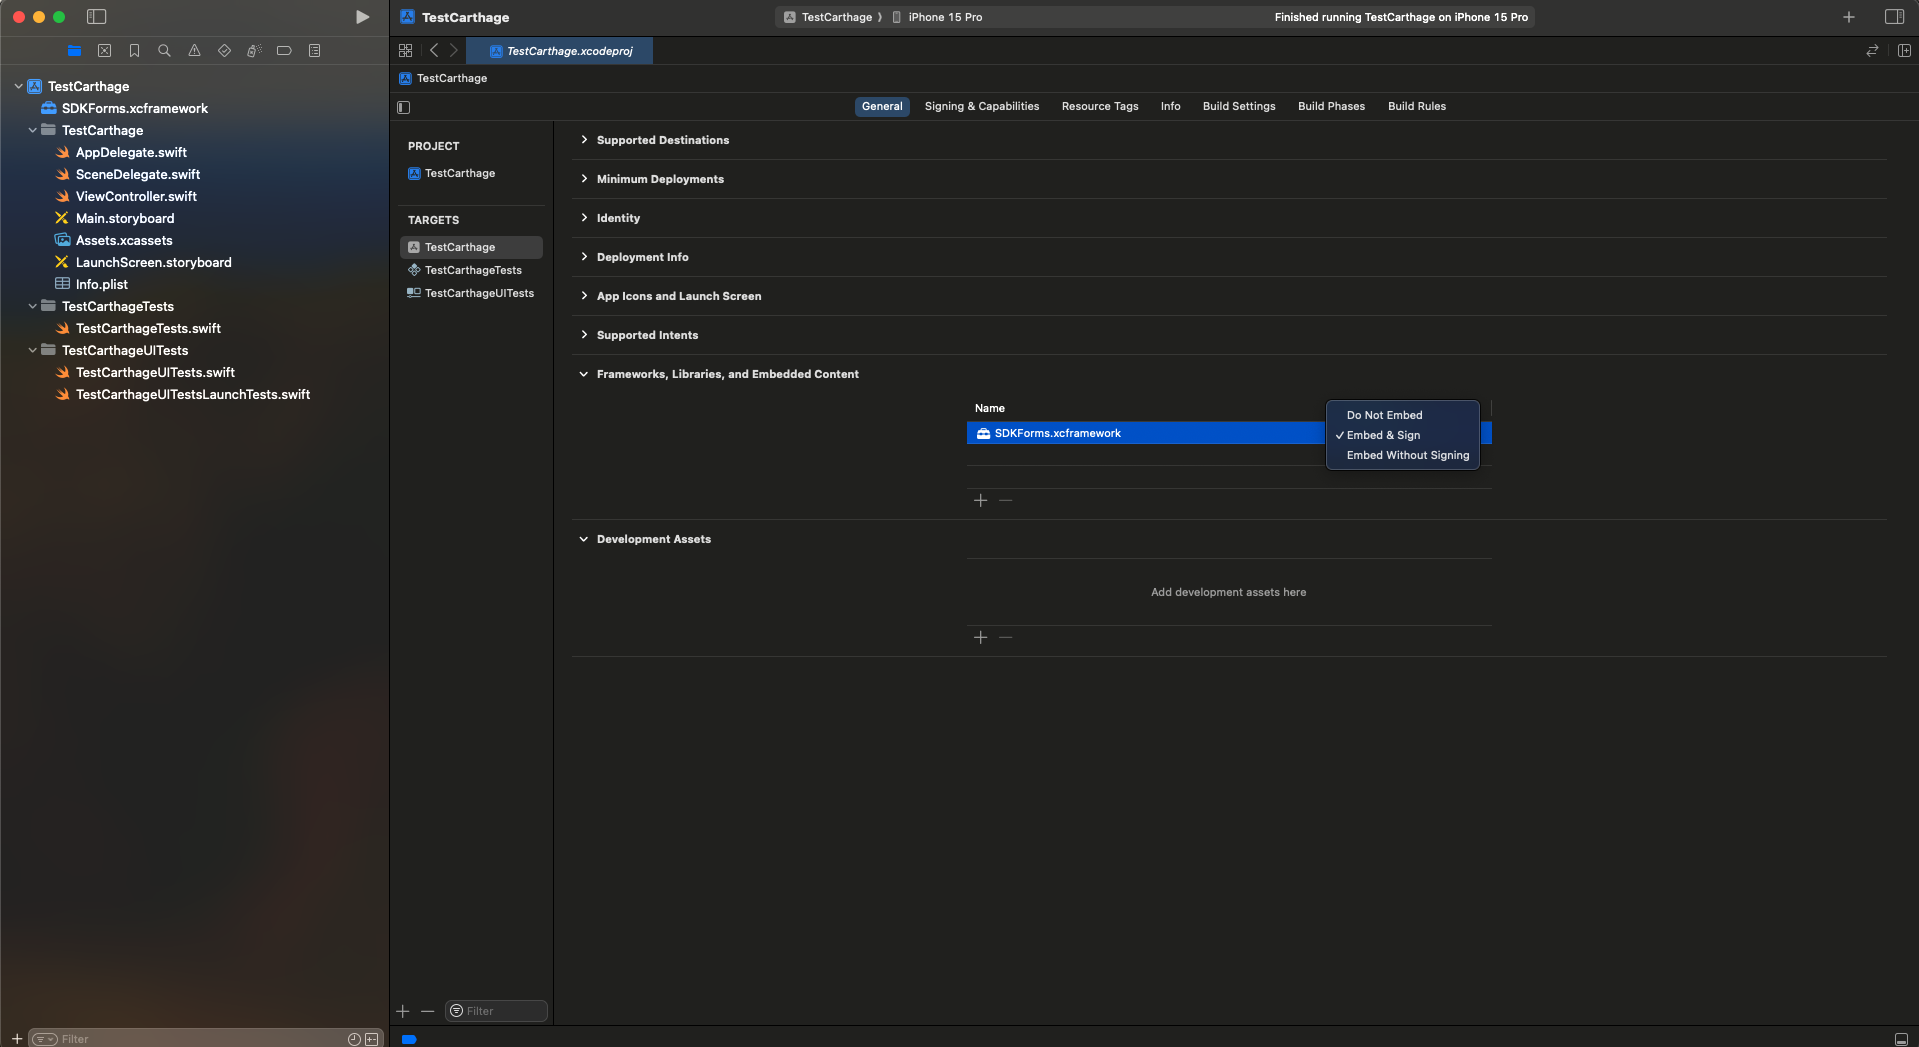 TestCarthage
TestCarthage
iPhone 15 Pro
Finished running TestCarthage on iPhone 15 Pro
TestCarthage.xcodeproj
TestCarthage
General
Signing & Capabilities
Resource Tags
Info
Build Settings
Build Phases
Build Rules
TestCarthage
SDKForms.xcframework
TestCarthage
AppDelegate.swift
SceneDelegate.swift
ViewController.swift
Main.storyboard
Assets.xcassets
LaunchScreen.storyboard
Info.plist
TestCarthageTests
TestCarthageTests.swift
TestCarthageUITests
TestCarthageUITests.swift
TestCarthageUITestsLaunchTests.swift
Filter
PROJECT
TestCarthage
TARGETS
TestCarthage
TestCarthageTests
TestCarthageUITests
Filter
Supported Destinations
Minimum Deployments
Identity
Deployment Info
App Icons and Launch Screen
Supported Intents
Frameworks, Libraries, and Embedded Content
Name
SDKForms.xcframework
Do Not Embed
Embed & Sign
Embed Without Signing
Development Assets
Add development assets here